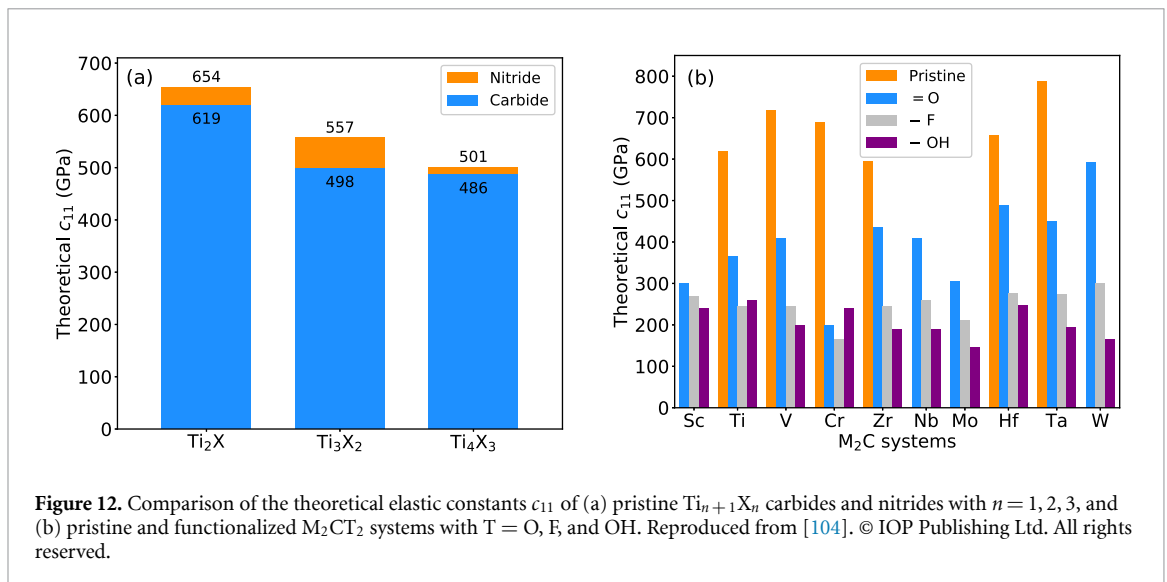 (a)
Nitride
Carbide
654
619
557
498
501
486
700
600
500
400
300
200
100
0
Theoretical c₁₁ (GPa)
Ti₂X Ti₃X₂ Ti₄X₃
(b)
Pristine
= O
− F
− OH
800
700
600
500
400
300
200
100
0
Theoretical c₁₁ (GPa)
Sc Ti V Cr Zr Nb Mo Hf Ta W
M₂C systems
Figure 12. Comparison of the theoretical elastic constants c₁₁ of (a) pristine Tiₙ₊₁Xₙ carbides and nitrides with n = 1, 2, 3, and
(b) pristine and functionalized M₂CT₂ systems with T = O, F, and OH. Reproduced from [104]. © IOP Publishing Ltd. All rights
reserved.